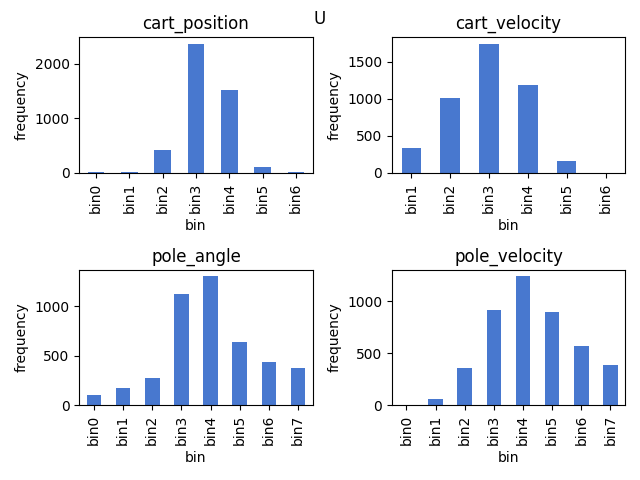 U
cart_position
frequency
2000
1000
0
bin0 bin1 bin2 bin3 bin4 bin5 bin6
bin
cart_velocity
frequency
1500
1000
500
0
bin1 bin2 bin3 bin4 bin5 bin6
bin
pole_angle
frequency
1000
500
0
bin0 bin1 bin2 bin3 bin4 bin5 bin6 bin7
bin
pole_velocity
frequency
1000
500
0
bin0 bin1 bin2 bin3 bin4 bin5 bin6 bin7
bin